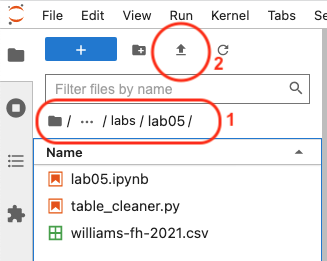 File Edit View Run Kernel Tabs Se
+ 2
Filter files by name
/ ··· / labs / lab05 / 1
Name
lab05.ipynb
table_cleaner.py
williams-fh-2021.csv